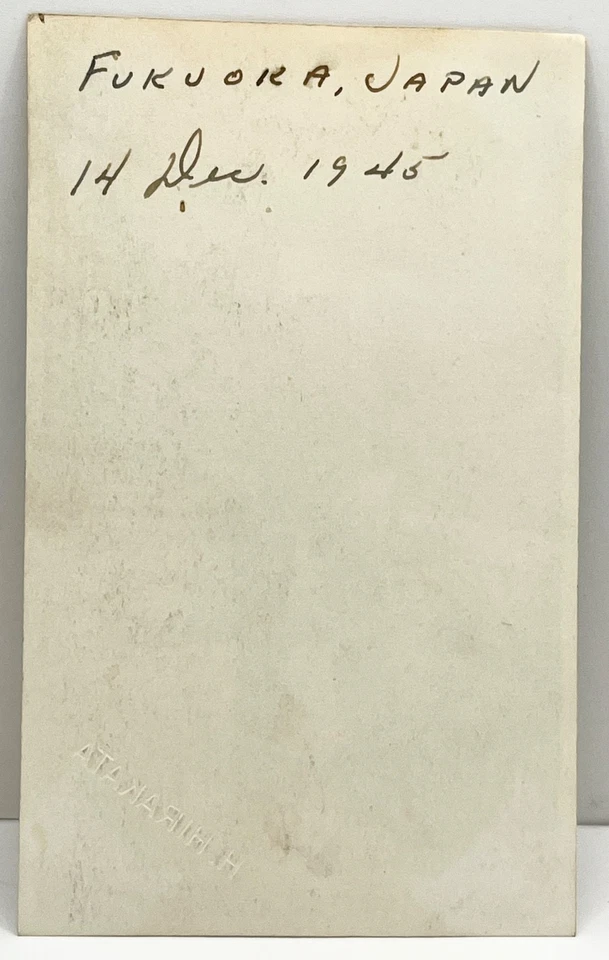 FUKUOKA, JAPAN
14 Dec. 1945
H. HIRAKATA